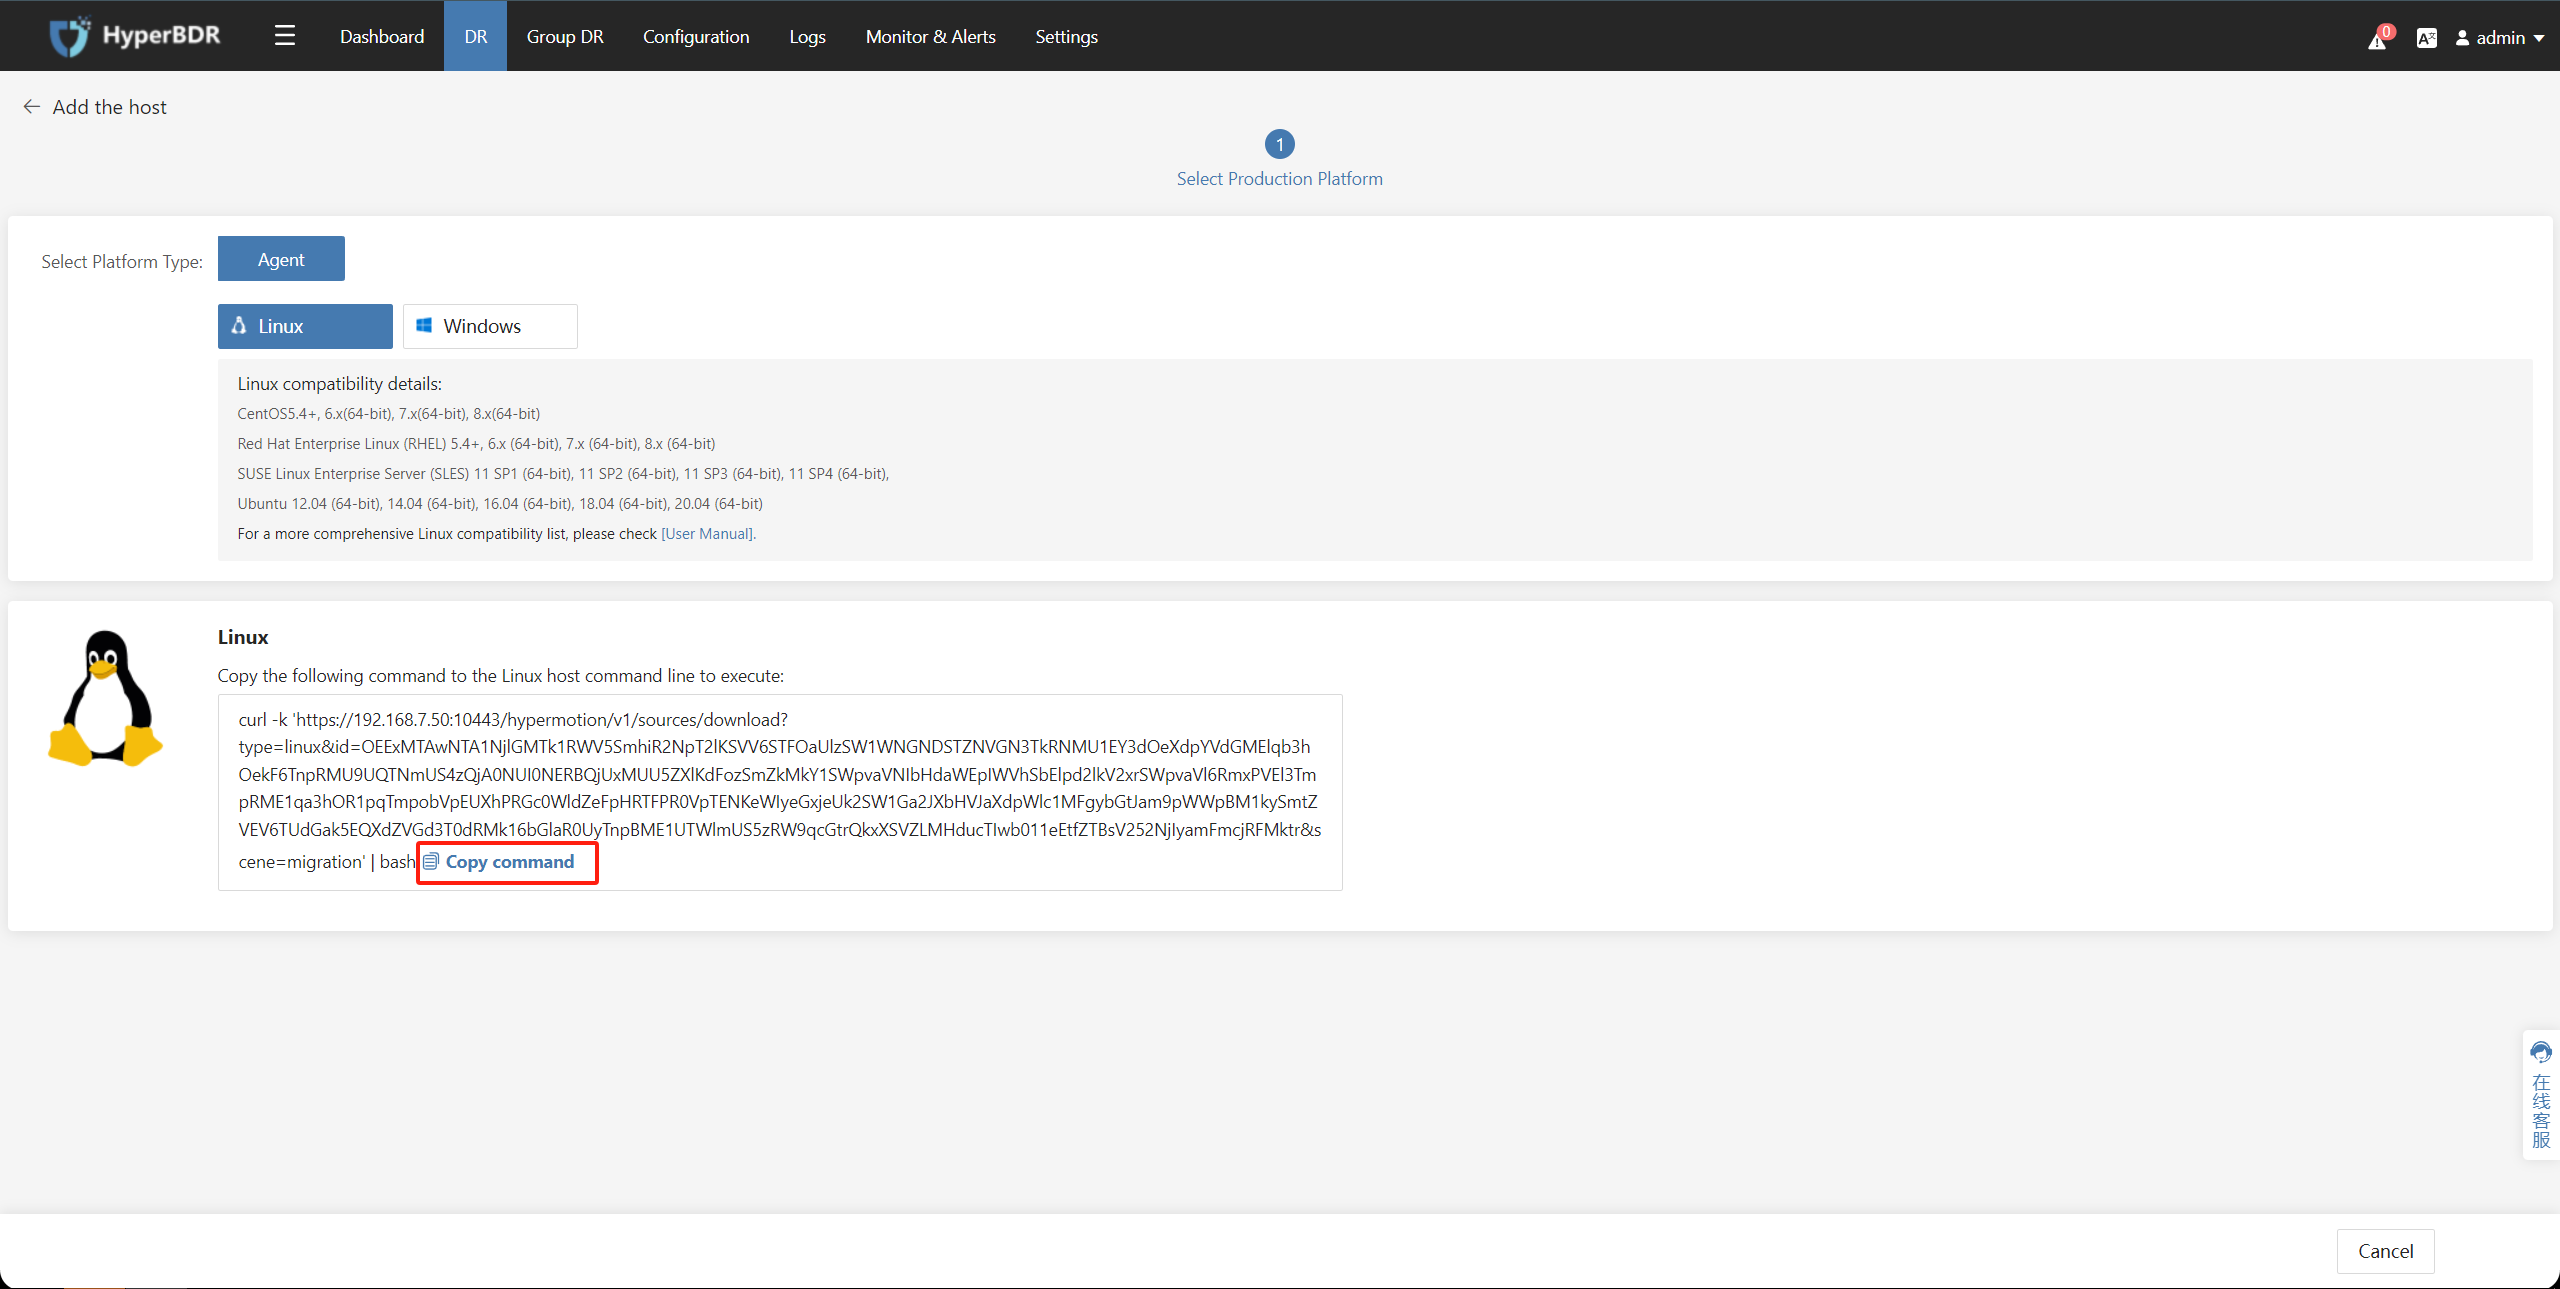 HyperBDR
Dashboard
DR
Group DR
Configuration
Logs
Monitor & Alerts
Settings
0
admin
Add the host
1
Select Production Platform
Select Platform Type:
Agent
Linux
Windows
Linux compatibility details:
CentOS5.4+, 6.x(64-bit), 7.x(64-bit), 8.x(64-bit)
Red Hat Enterprise Linux (RHEL) 5.4+, 6.x (64-bit), 7.x (64-bit), 8.x (64-bit)
SUSE Linux Enterprise Server (SLES) 11 SP1 (64-bit), 11 SP2 (64-bit), 11 SP3 (64-bit), 11 SP4 (64-bit),
Ubuntu 12.04 (64-bit), 14.04 (64-bit), 16.04 (64-bit), 18.04 (64-bit), 20.04 (64-bit)
For a more comprehensive Linux compatibility list, please check [User Manual].
Linux
Copy the following command to the Linux host command line to execute:
curl -k 'https://192.168.7.50:10443/hypermotion/v1/sources/download?
type=linux&id=OEExMTAwNTA1NjlGMTk1RWV5SmhiR2NpT2lKSVV6STFOaUlzSW1WNGNDSTZNVGN3TkRNMU1EY3dOeXdpYVdGMElqb3h
OekF6TnpRMU9UQTNmUS4zQjA0NUI0NERBQjUxMUU5ZXlKdFozSmZkMkY1SWpvaVNIbHdaWEpIWVhSbElpd2lkV2xrSWpvaVl6RmxPVEl3Tm
pRME1qa3hOR1pqTmpobVpEUXhPRGc0WldZeFpHRTFPR0VpTENKeWIyeGxjeUk2SW1Ga2JXbHVJaXdpWlc1MFgybGtJam9pWWpBM1kySmtZ
VEV6TUdGak5EQXdZVGd3T0dRMk16bGlaR0UyTnpBME1UTWlmUS5zRW9qcGtrQkxXSVZLMHducTIwb011eEtfZTBsV252NjIyamFmcjRFMktr&s
cene=migration' | bash
Copy command
在线客服
Cancel